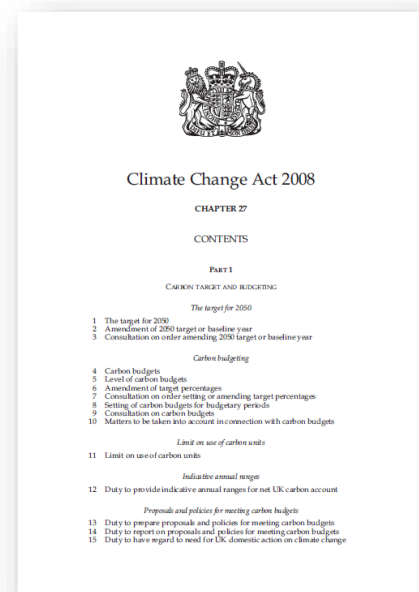 Climate Change Act 2008
CHAPTER 27
CONTENTS
PART 1
CARBON TARGET AND BUDGETING
The target for 2050
1 The target for 2050
2 Amendment of 2050 target or baseline year
3 Consultation on order amending 2050 target or baseline year
Carbon budgeting
4 Carbon budgets
5 Level of carbon budgets
6 Amendment of target percentages
7 Consultation on order setting or amending target percentages
8 Setting of carbon budgets for budgetary periods
9 Consultation on carbon budgets
10 Matters to be taken into account in connection with carbon budgets
Limit on use of carbon units
11 Limit on use of carbon units
Indicative annual ranges
12 Duty to provide indicative annual ranges for net UK carbon account
Proposals and policies for meeting carbon budgets
13 Duty to prepare proposals and policies for meeting carbon budgets
14 Duty to report on proposals and policies for meeting carbon budgets
15 Duty to have regard to need for UK domestic action on climate change